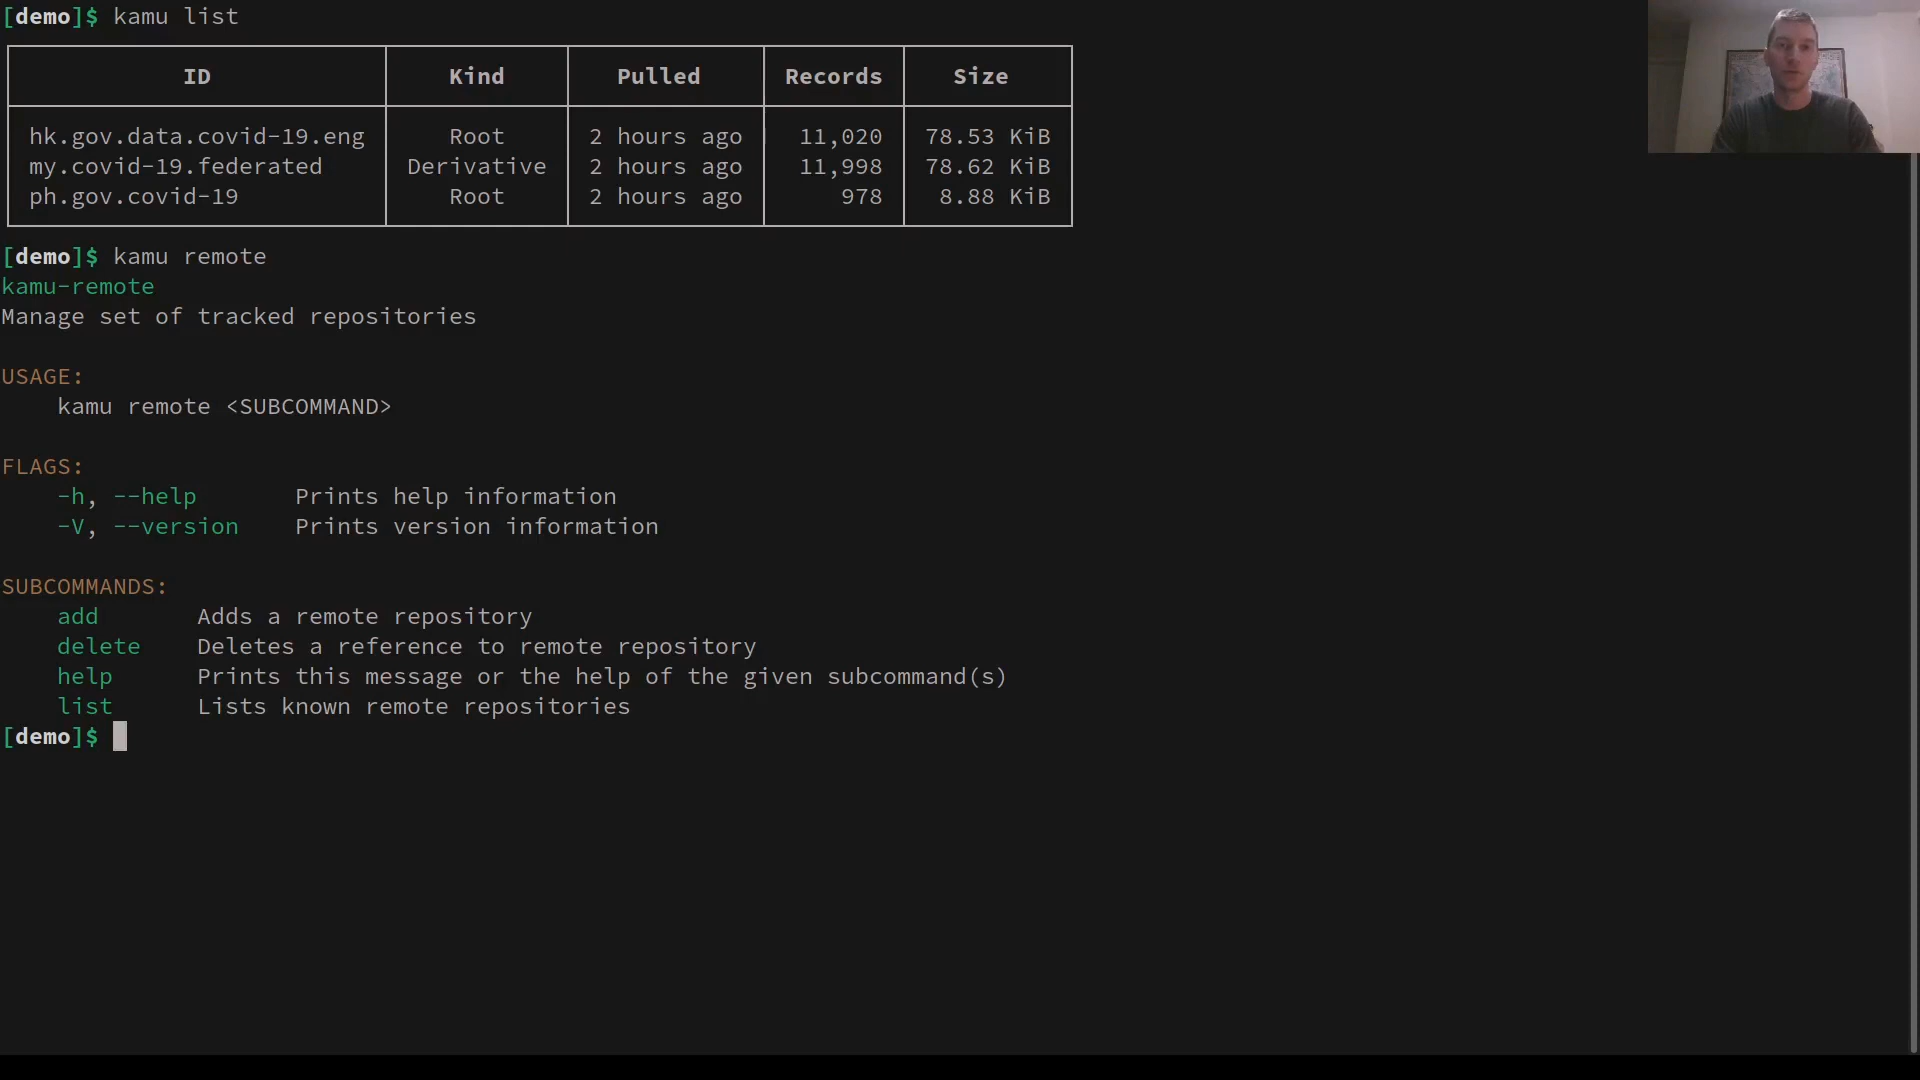 [demo]$ kamu list
ID Kind Pulled Records Size
hk.gov.data.covid-19.eng Root 2 hours ago 11,020 78.53 KiB
my.covid-19.federated Derivative 2 hours ago 11,998 78.62 KiB
ph.gov.covid-19 Root 2 hours ago 978 8.88 KiB
[demo]$ kamu remote
kamu-remote
Manage set of tracked repositories
USAGE:
kamu remote <SUBCOMMAND>
FLAGS:
-h, --help Prints help information
-V, --version Prints version information
SUBCOMMANDS:
add Adds a remote repository
delete Deletes a reference to remote repository
help Prints this message or the help of the given subcommand(s)
list Lists known remote repositories
[demo]$